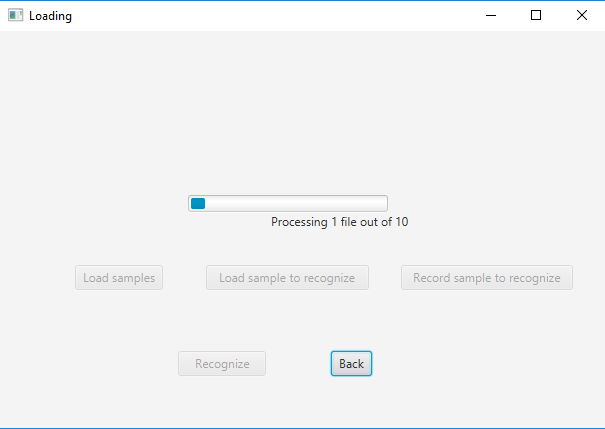 Loading
Processing 1 file out of 10
Load samples
Load sample to recognize
Record sample to recognize
Recognize
Back